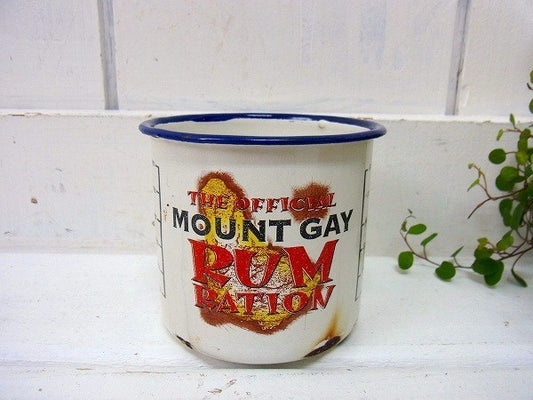 THE OFFICIAL
MOUNT GAY
RUM
RATION